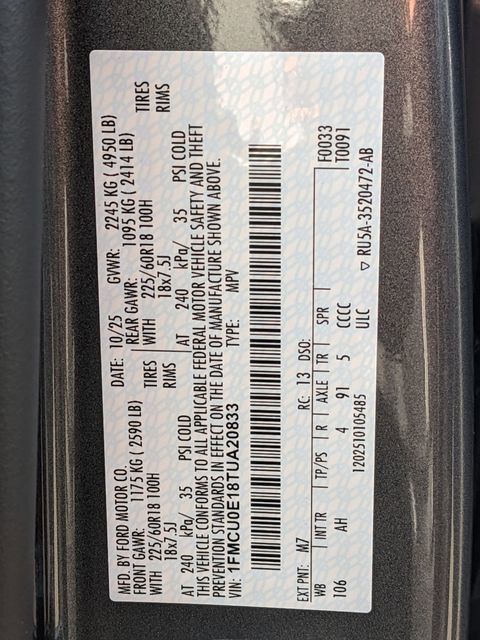 MFD. BY FORD MOTOR CO. DATE: 10/25 GVWR: 2245 KG ( 4950 LB)
FRONT GAWR: 1175 KG ( 2590 LB) REAR GAWR: 1095 KG ( 2414 LB)
WITH 225/60R18 100H TIRES WITH 225/60R18 100H TIRES
18x7.5J RIMS 18x7.5J RIMS
AT 240 kPa/ 35 PSI COLD AT 240 kPa/ 35 PSI COLD
THIS VEHICLE CONFORMS TO ALL APPLICABLE FEDERAL MOTOR VEHICLE SAFETY AND THEFT
PREVENTION STANDARDS IN EFFECT ON THE DATE OF MANUFACTURE SHOWN ABOVE.
VIN: 1FMCU0E18TUA20833 TYPE: MPV
F0033
T0091
EXT PNT: M7 RC: 13 DSO:
WB INT TR TP/PS R AXLE TR SPR
106 AH 4 91 5 CCCC
1202510105485 ULC ▽ RU5A-3520472-AB